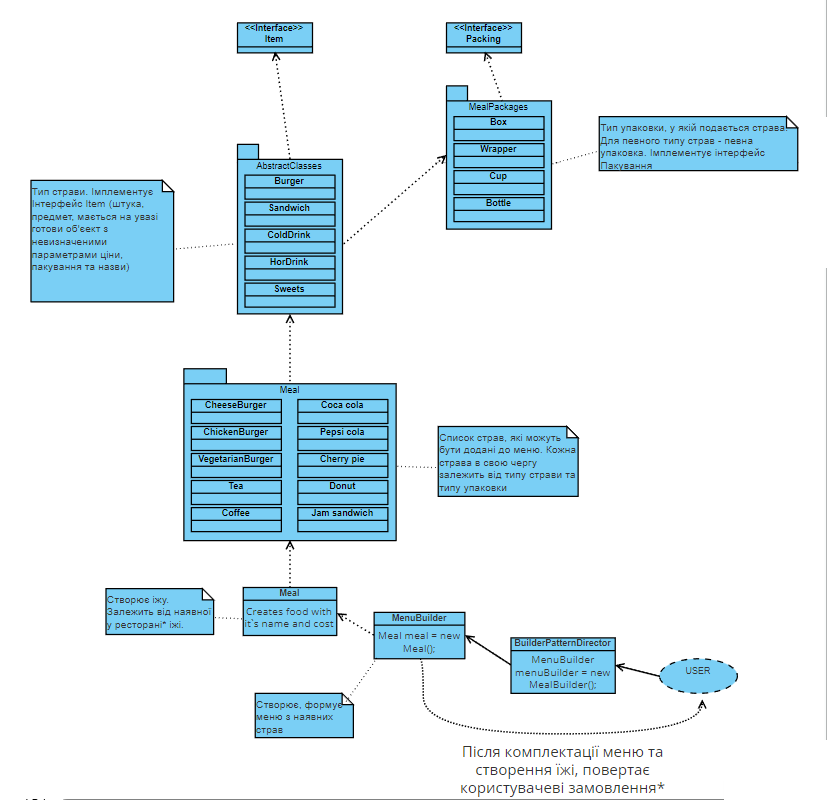 <<Interface>>
Item
<<Interface>>
Packing
MealPackages
Box
Wrapper
Cup
Bottle
Тип упаковки, у якій подається страва.
Для певного типу страв - певна
упаковка. Імплементує інтерфейс
Пакування
AbstractClasses
Burger
Sandwich
ColdDrink
HorDrink
Sweets
Тип страви. Імплементує
Інтерфейс Item (штука,
предмет, мається на увазі
готови об'єект з
невизначеними
параметрами ціни,
пакування та назви)
Meal
CheeseBurger
ChickenBurger
VegetarianBurger
Tea
Coffee
Coca cola
Pepsi cola
Cherry pie
Donut
Jam sandwich
Список страв, які можуть
бути додані до меню. Кожна
страва в свою чергу
залежить від типу страви та
типу упаковки
Створює їжу.
Залежить від наявної
у ресторані* їжі.
Meal
Creates food with
it`s name and cost
MenuBuilder
Meal meal = new
Meal();
BuilderPatternDirector
MenuBuilder
menuBuilder = new
MealBuilder();
USER
Створює, формує
меню з наявних
страв
Після комплектації меню та
створення їжі, повертає
користувачеві замовлення*